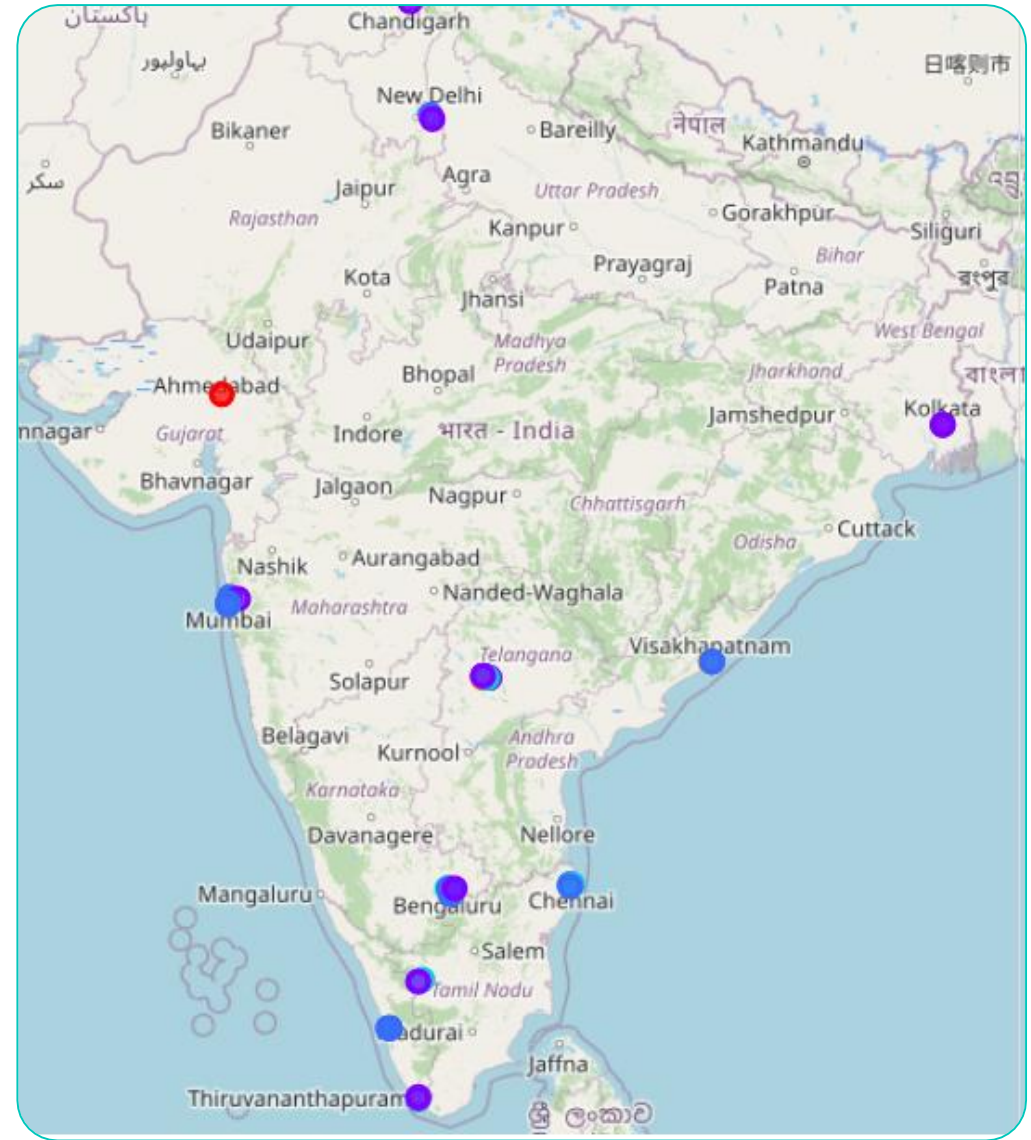 پاکستان
Chandigarh
بہاولپور
日喀则市
New Delhi
Bikaner
Bareilly
नेपाल
Kathmandu
سکر
Jaipur
Agra
Uttar Pradesh
Rajasthan
Gorakhpur
Kanpur
Siliguri
Bihar
Prayagraj
Kota
Patna
রংপুর
Jhansi
Udaipur
Madhya
Pradesh
West Bengal
Bhopal
Jharkhand
বাংলা
Ahmedabad
Kolkata
Jamshedpur
nnagar
Gujarat
Indore
भारत - India
Bhavnagar
Jalgaon
Nagpur
Chhattisgarh
Cuttack
Odisha
Nashik
Aurangabad
Nanded-Waghala
Maharashtra
Mumbai
Visakhapatnam
Telangana
Solapur
Belagavi
Andhra
Pradesh
Kurnool
Karnataka
Davanagere
Nellore
Mangaluru
Bengaluru
Chennai
Salem
Tamil Nadu
adurai
Jaffna
Thiruvananthapuram
ශ්‍රී ලංකාව